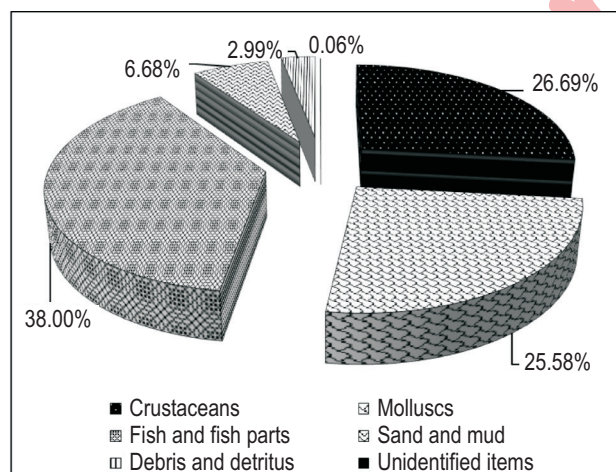 2.99% 0.06%
6.68%
26.69%
38.00%
25.58%
Crustaceans Molluscs
Fish and fish parts Sand and mud
Debris and detritus Unidentified items